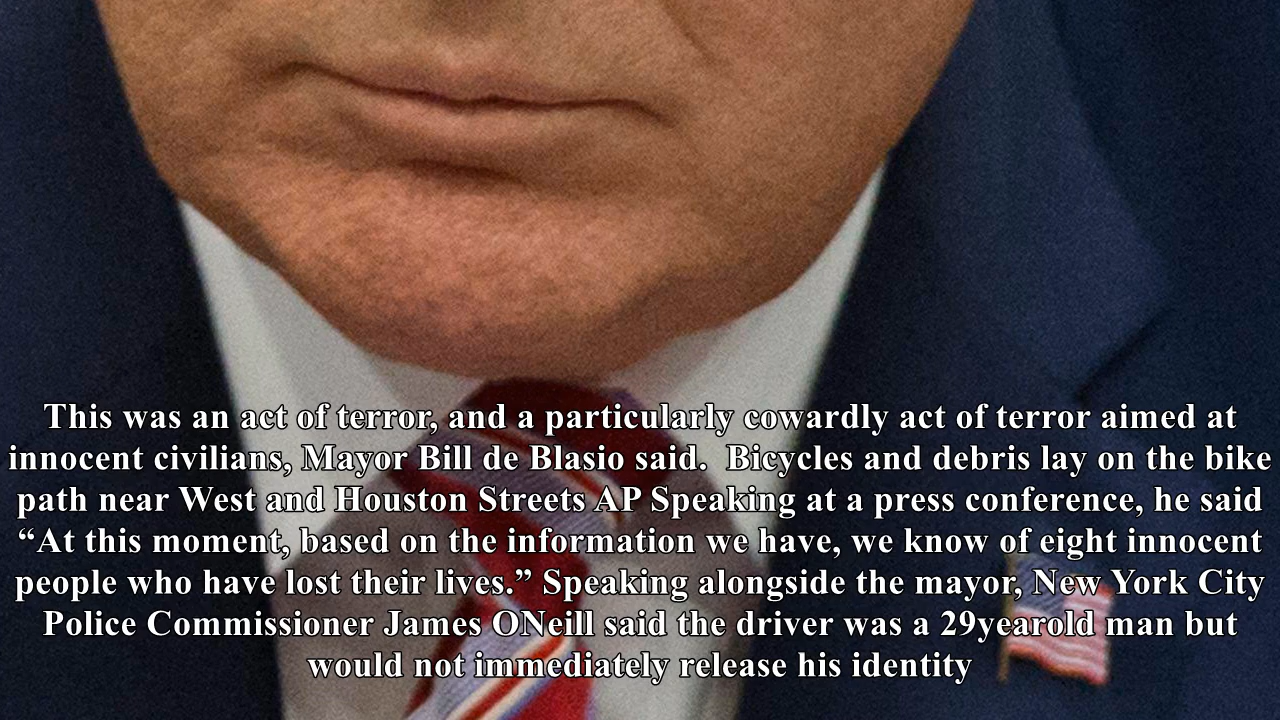 This was an act of terror, and a particularly cowardly act of terror aimed at
innocent civilians, Mayor Bill de Blasio said.  Bicycles and debris lay on the bike
path near West and Houston Streets AP Speaking at a press conference, he said
“At this moment, based on the information we have, we know of eight innocent
people who have lost their lives.” Speaking alongside the mayor, New York City
Police Commissioner James ONeill said the driver was a 29yearold man but
would not immediately release his identity